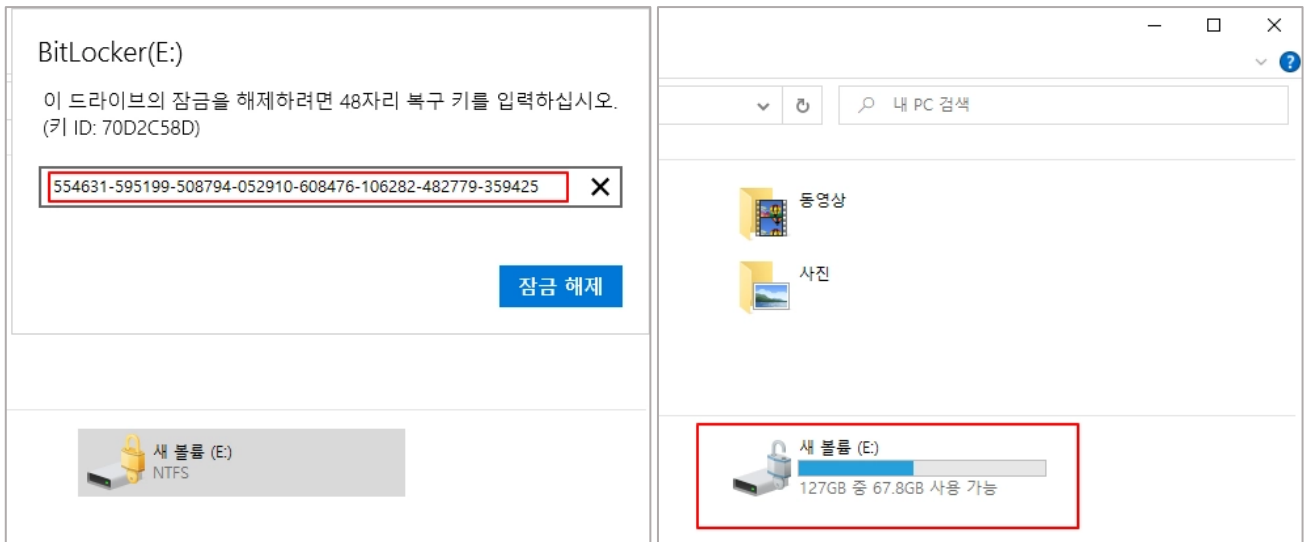 BitLocker(E:)
이 드라이브의 잠금을 해제하려면 48자리 복구 키를 입력하십시오.
(키 ID: 70D2C58D)
554631-595199-508794-052910-608476-106282-482779-359425
잠금 해제
새 볼륨 (E:)
NTFS
내 PC 검색
동영상
사진
새 볼륨 (E:)
127GB 중 67.8GB 사용 가능